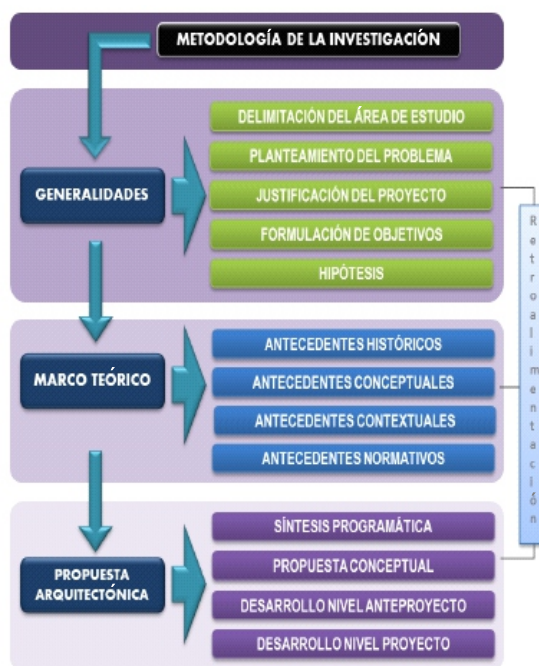 METODOLOGÍA DE LA INVESTIGACIÓN
GENERALIDADES
DELIMITACIÓN DEL ÁREA DE ESTUDIO
PLANTEAMIENTO DEL PROBLEMA
JUSTIFICACIÓN DEL PROYECTO
FORMULACIÓN DE OBJETIVOS
HIPÓTESIS
MARCO TEÓRICO
ANTECEDENTES HISTÓRICOS
ANTECEDENTES CONCEPTUALES
ANTECEDENTES CONTEXTUALES
ANTECEDENTES NORMATIVOS
PROPUESTA
ARQUITECTÓNICA
SÍNTESIS PROGRAMÁTICA
PROPUESTA CONCEPTUAL
DESARROLLO NIVEL ANTEPROYECTO
DESARROLLO NIVEL PROYECTO
Retroalimentación